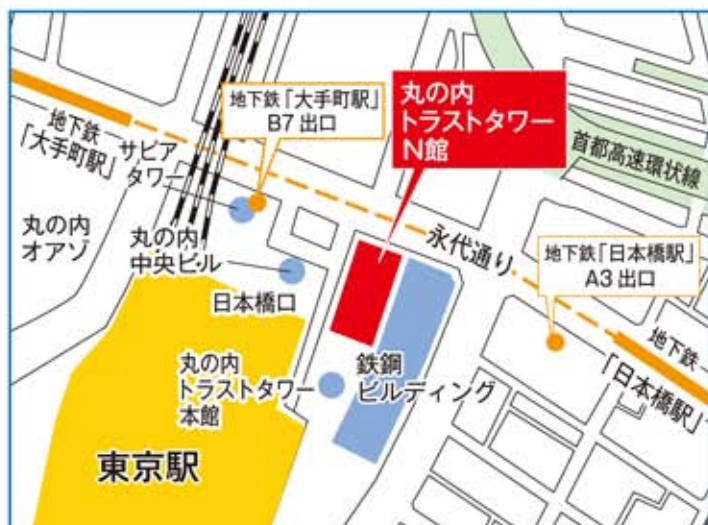 地下鉄「大手町駅」
B7 出口
丸の内
トラストタワー
N館
地下鉄
「大手町駅」
サピア
タワー
首都高速環状線
丸の内
オアゾ
丸の内
中央ビル
永代通り
地下鉄「日本橋駅」
A3 出口
日本橋口
地下鉄
「日本橋駅」
丸の内
トラストタワー
本館
鉄鋼
ビルディング
東京駅